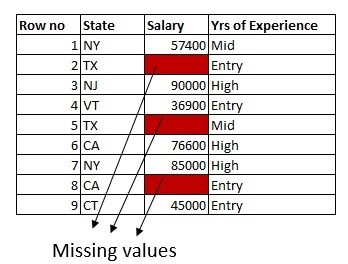 Row no State Salary Yrs of Experience
1 NY 57400 Mid
2 TX Entry
3 NJ 90000 High
4 VT 36900 Entry
5 TX Mid
6 CA 76600 High
7 NY 85000 High
8 CA Entry
9 CT 45000 Entry
Missing values